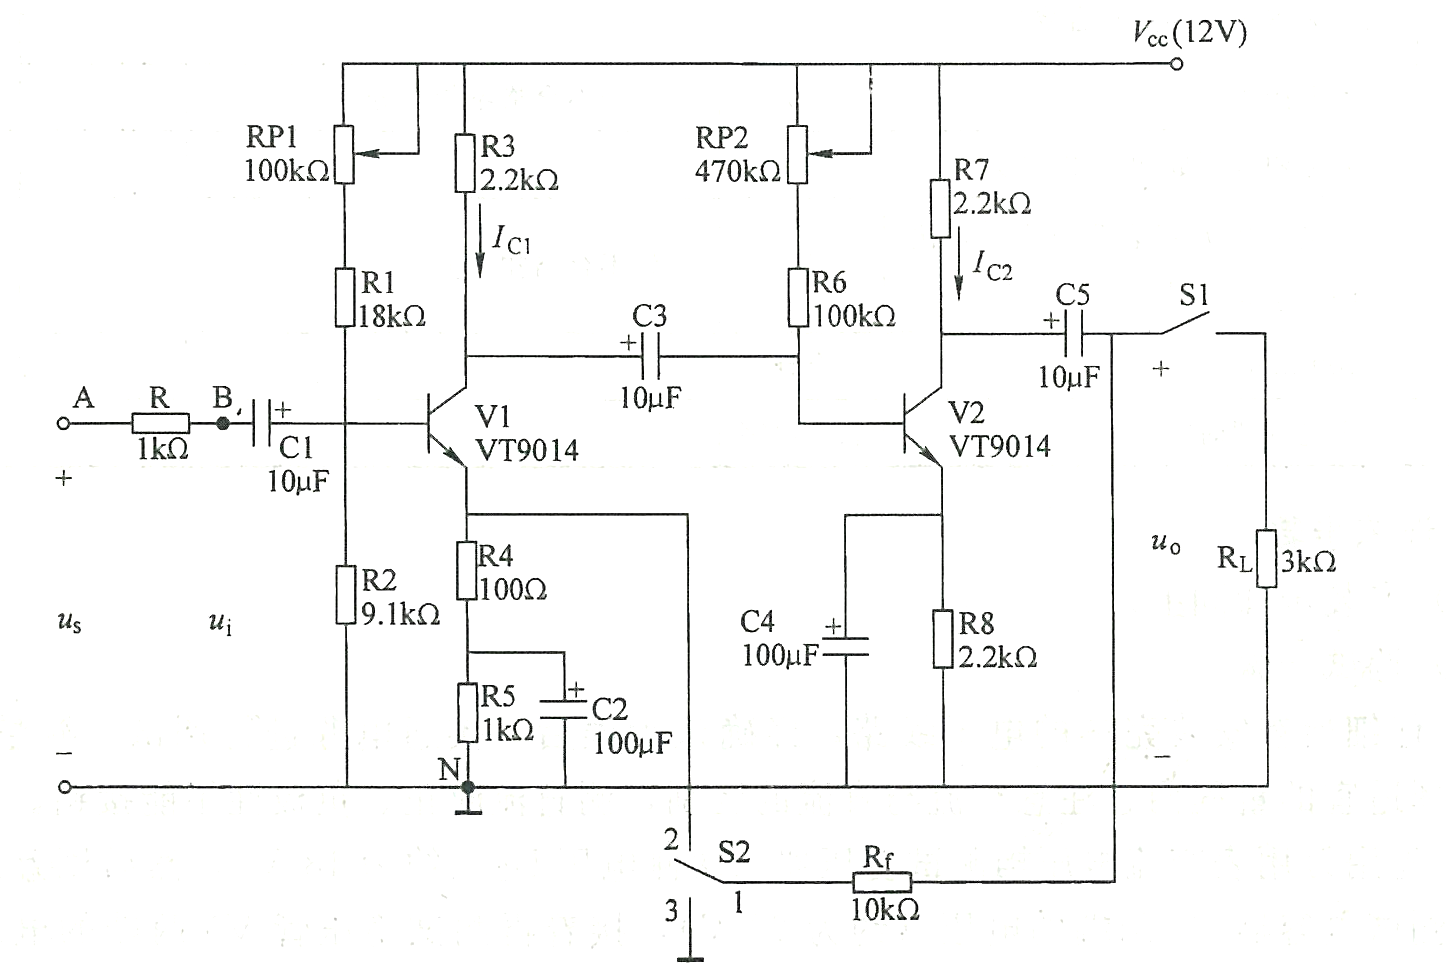 Vcc(12V)
RP1
100kΩ
R3
2.2kΩ
RP2
470kΩ
R7
2.2kΩ
IC1
IC2
R1
18kΩ
R6
100kΩ
C3
+
10μF
C5
+
10μF
S1
+
A
R
1kΩ
B
+
C1
10μF
V1
VT9014
V2
VT9014
+
R4
100Ω
R2
9.1kΩ
us
ui
uo
RL
3kΩ
C4
+
100μF
R8
2.2kΩ
R5
1kΩ
+
C2
100μF
−
−
N
2
S2
1
3
Rf
10kΩ